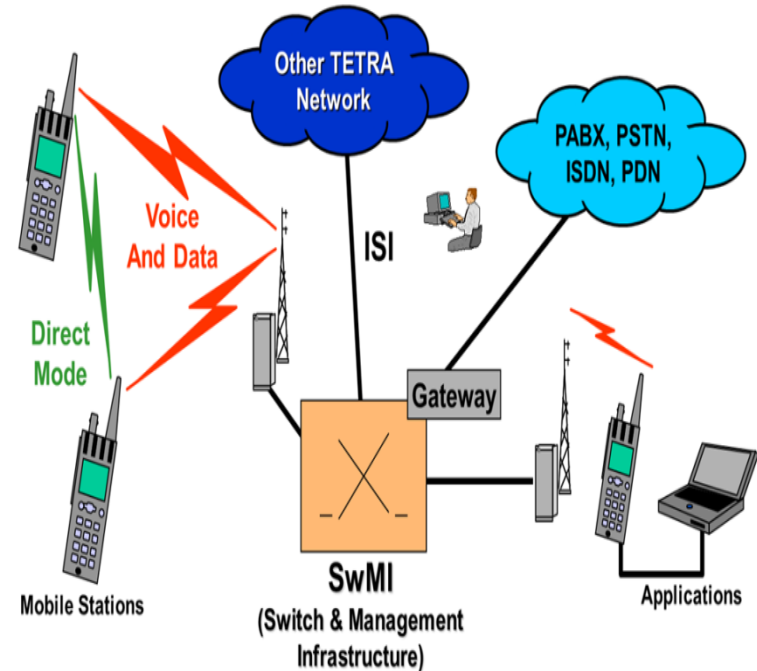 Other TETRA
Network
PABX, PSTN,
ISDN, PDN
Voice
And Data
ISI
Direct
Mode
Gateway
SwMI
(Switch & Management
Infrastructure)
Mobile Stations
Applications